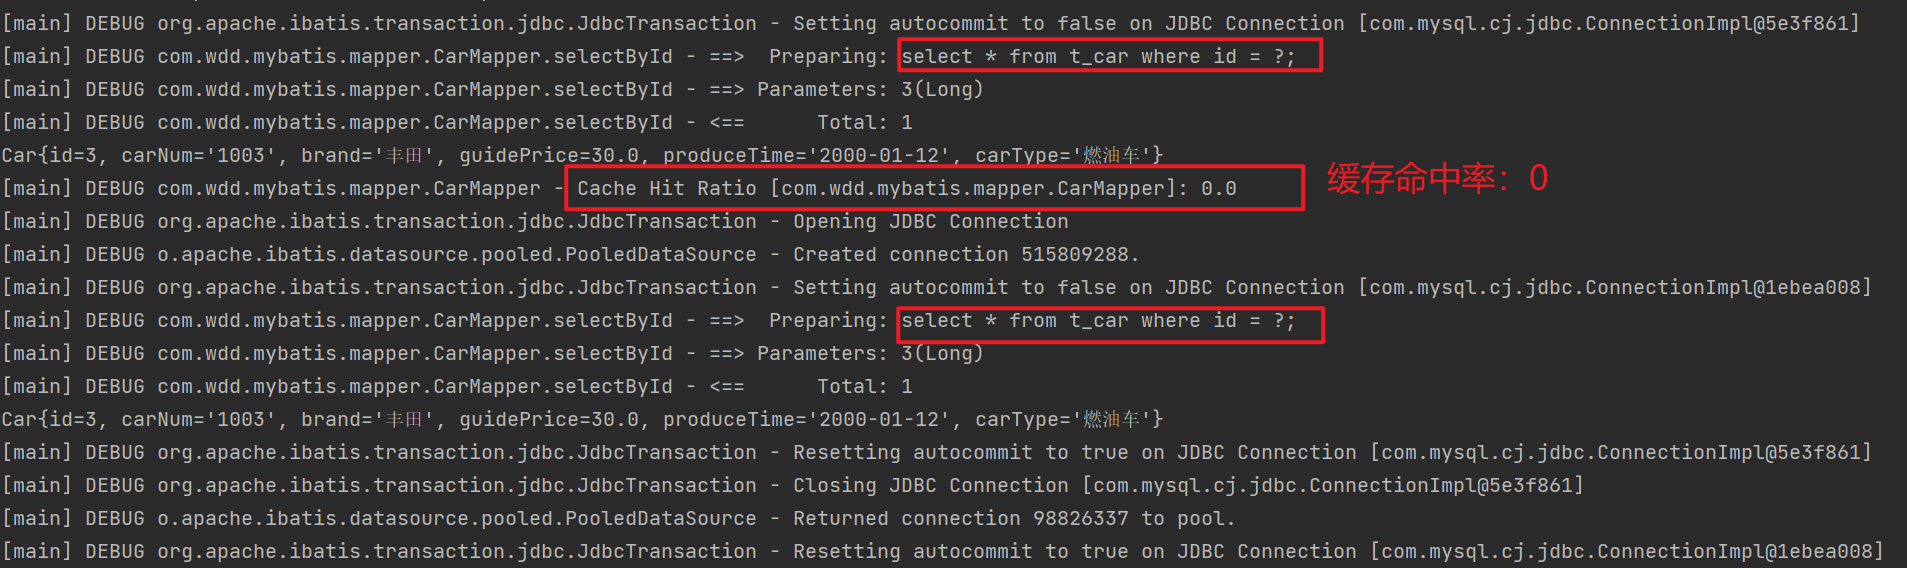 [main] DEBUG org.apache.ibatis.transaction.jdbc.JdbcTransaction - Setting autocommit to false on JDBC Connection [com.mysql.cj.jdbc.ConnectionImpl@5e3f861]
[main] DEBUG com.wdd.mybatis.mapper.CarMapper.selectById - ==>  Preparing: select * from t_car where id = ?;
[main] DEBUG com.wdd.mybatis.mapper.CarMapper.selectById - ==> Parameters: 3(Long)
[main] DEBUG com.wdd.mybatis.mapper.CarMapper.selectById - <==      Total: 1
Car{id=3, carNum='1003', brand='丰田', guidePrice=30.0, produceTime='2000-01-12', carType='燃油车'}
[main] DEBUG com.wdd.mybatis.mapper.CarMapper - Cache Hit Ratio [com.wdd.mybatis.mapper.CarMapper]: 0.0
缓存命中率：0
[main] DEBUG org.apache.ibatis.transaction.jdbc.JdbcTransaction - Opening JDBC Connection
[main] DEBUG o.apache.ibatis.datasource.pooled.PooledDataSource - Created connection 515809288.
[main] DEBUG org.apache.ibatis.transaction.jdbc.JdbcTransaction - Setting autocommit to false on JDBC Connection [com.mysql.cj.jdbc.ConnectionImpl@1ebea008]
[main] DEBUG com.wdd.mybatis.mapper.CarMapper.selectById - ==>  Preparing: select * from t_car where id = ?;
[main] DEBUG com.wdd.mybatis.mapper.CarMapper.selectById - ==> Parameters: 3(Long)
[main] DEBUG com.wdd.mybatis.mapper.CarMapper.selectById - <==      Total: 1
Car{id=3, carNum='1003', brand='丰田', guidePrice=30.0, produceTime='2000-01-12', carType='燃油车'}
[main] DEBUG org.apache.ibatis.transaction.jdbc.JdbcTransaction - Resetting autocommit to true on JDBC Connection [com.mysql.cj.jdbc.ConnectionImpl@5e3f861]
[main] DEBUG org.apache.ibatis.transaction.jdbc.JdbcTransaction - Closing JDBC Connection [com.mysql.cj.jdbc.ConnectionImpl@5e3f861]
[main] DEBUG o.apache.ibatis.datasource.pooled.PooledDataSource - Returned connection 98826337 to pool.
[main] DEBUG org.apache.ibatis.transaction.jdbc.JdbcTransaction - Resetting autocommit to true on JDBC Connection [com.mysql.cj.jdbc.ConnectionImpl@1ebea008]